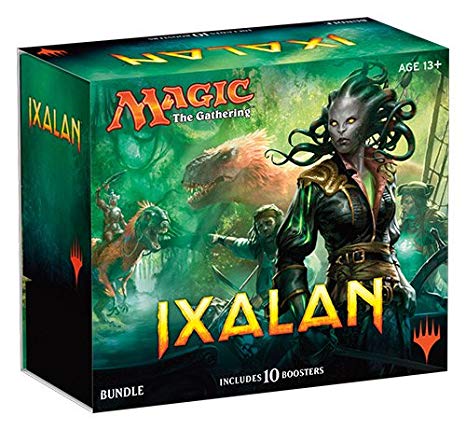 IXALAN
MAGIC
The Gathering
AGE 13+
IXALAN
BUNDLE
INCLUDES 10 BOOSTERS